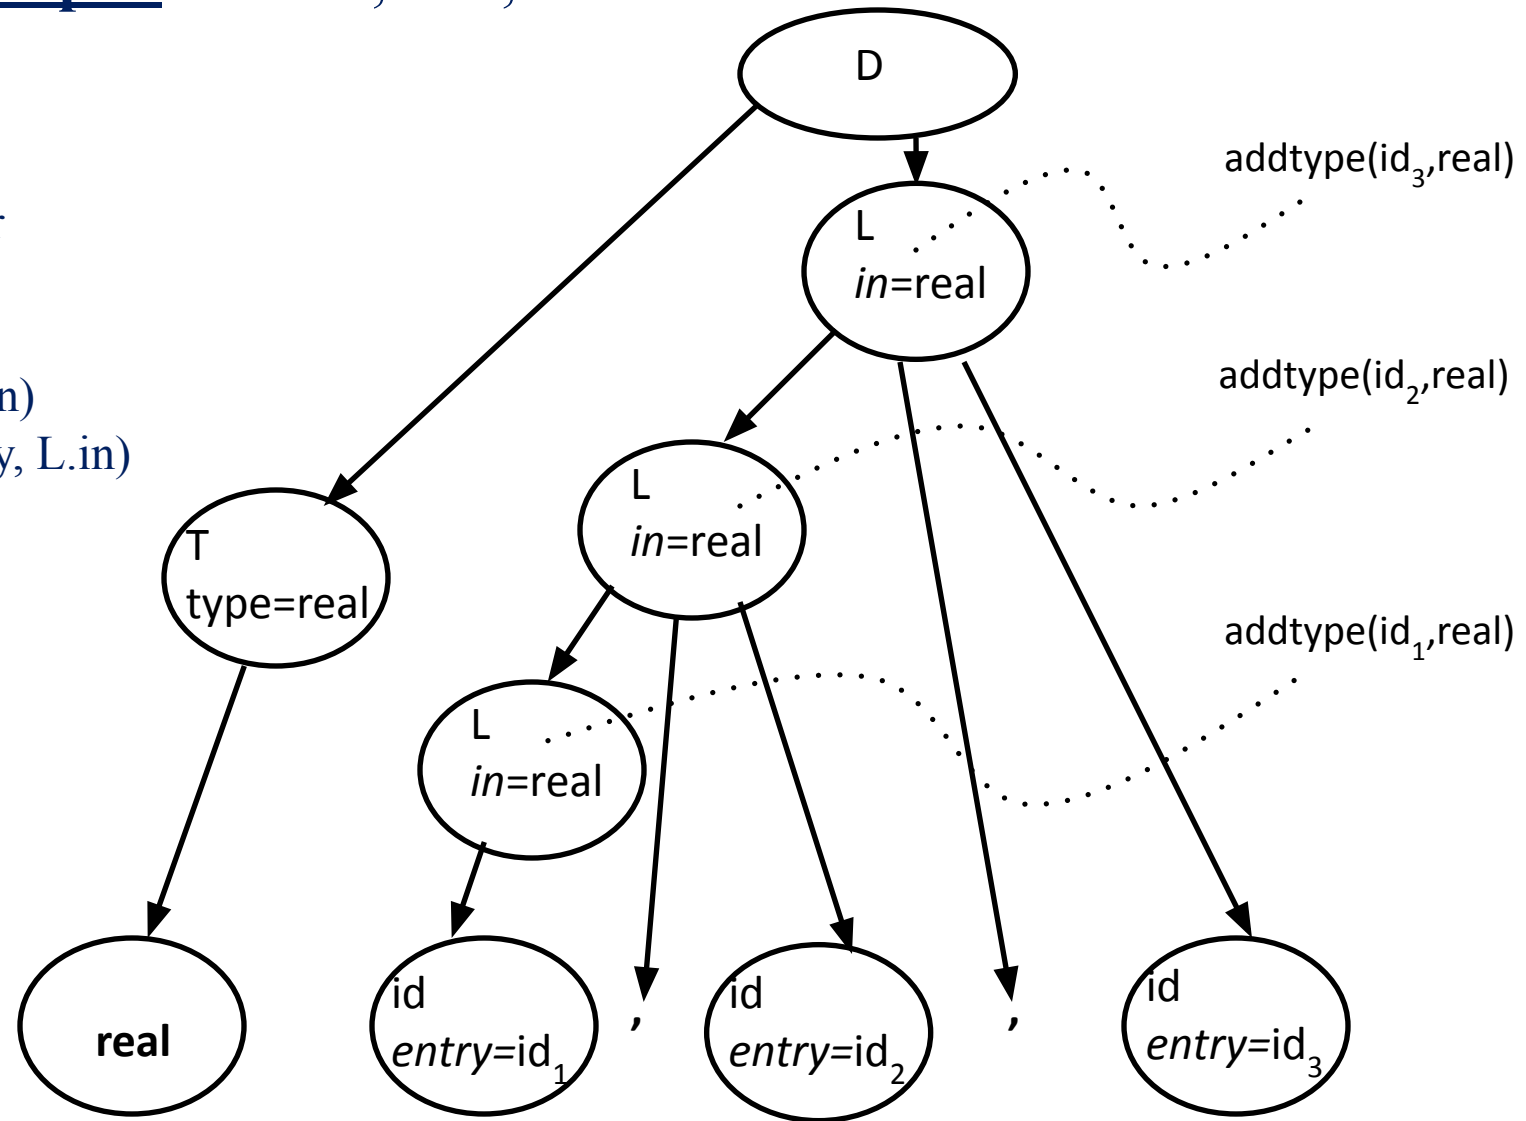 D
addtype(id₃,real)
L
in=real
n)
addtype(id₂,real)
y, L.in)
L
in=real
T
type=real
addtype(id₁,real)
L
in=real
real
id
entry=id₁
,
id
entry=id₂
,
id
entry=id₃